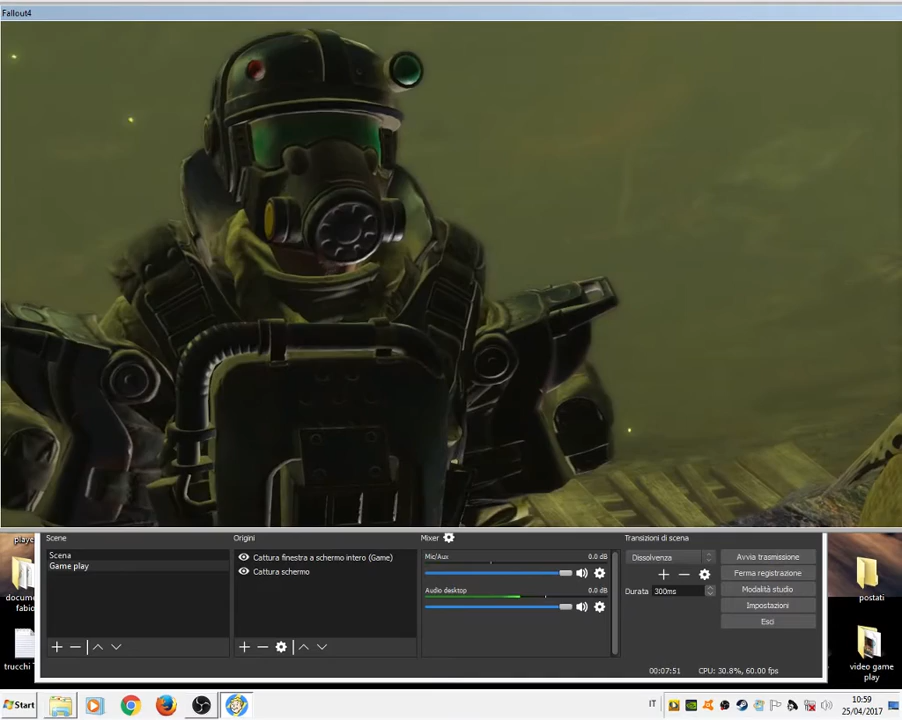 Fallout4
Scene
Origini
Mixer
Transizioni di scena
Scena
Game play
Cattura finestra a schermo intero (Game)
Cattura schermo
Mic/Aux
0.0 dB
Audio desktop
0.0 dB
Dissolvenza
Durata
300ms
Avvia trasmissione
Ferma registrazione
Modalità studio
Impostazioni
Esci
00:07:51
CPU: 30.8%, 60.00 fps
docume
fabio
trucchi
postati
video game
play
Start
IT
10:59
25/04/2017